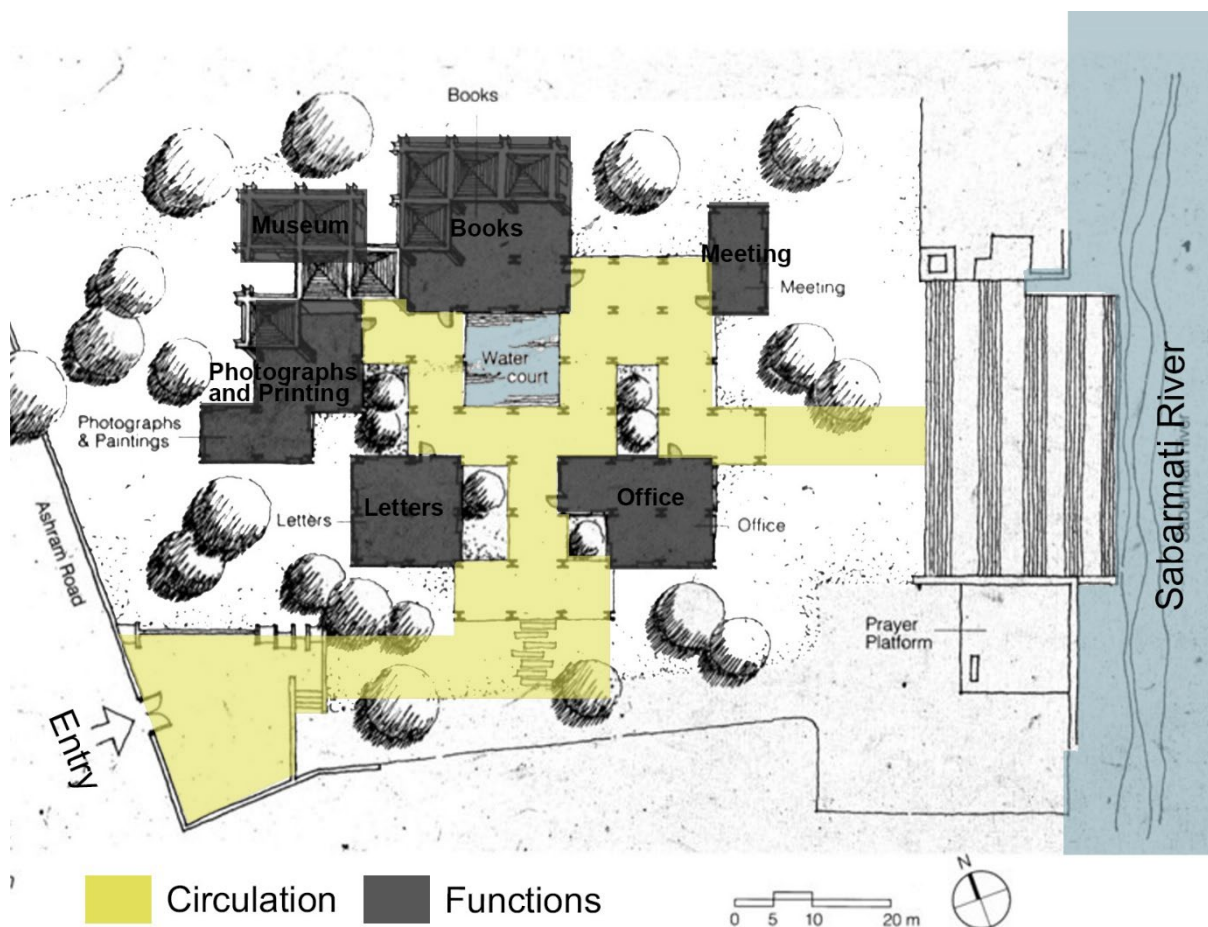 Books
Museum
Books
Meeting
Meeting
Water
court
Photographs
and Printing
Photographs
& Paintings
Letters
Letters
Office
Office
Ashram Road
Prayer
Platform
Sabarmati River
Entry
Circulation
Functions
0 5 10 20 m
N